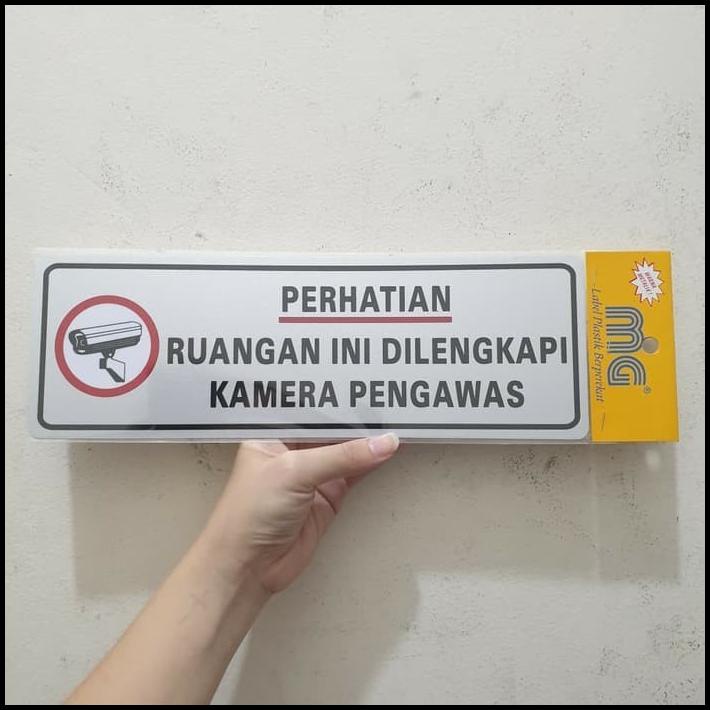 PERHATIAN
RUANGAN INI DILENGKAPI
KAMERA PENGAWAS
MG®
Label Plastik Berperekat